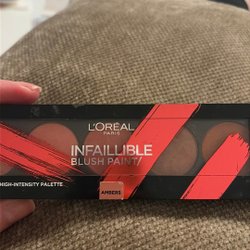 L'ORÉAL
PARIS
INFAILLIBLE
BLUSH PAINT
HIGH-INTENSITY PALETTE
AMBERS